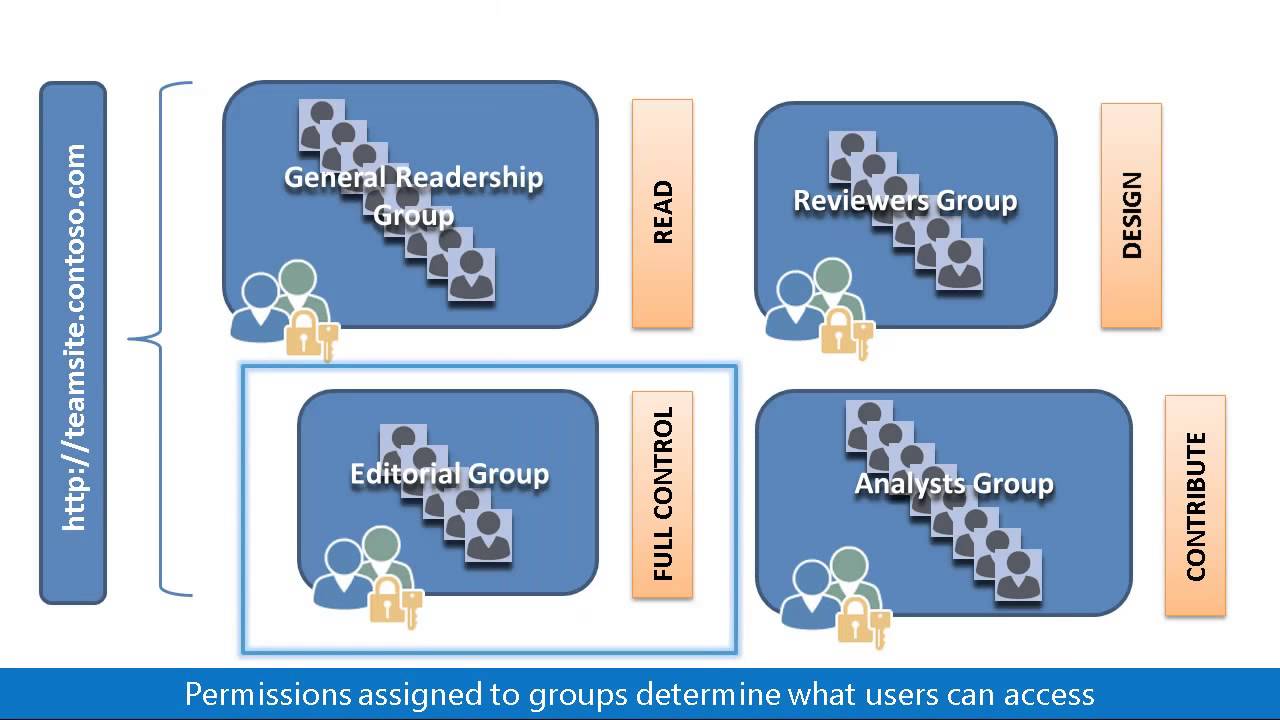 http://teamsite.contoso.com
General Readership
Group
READ
Reviewers Group
DESIGN
Editorial Group
FULL CONTROL
Analysts Group
CONTRIBUTE
Permissions assigned to groups determine what users can access